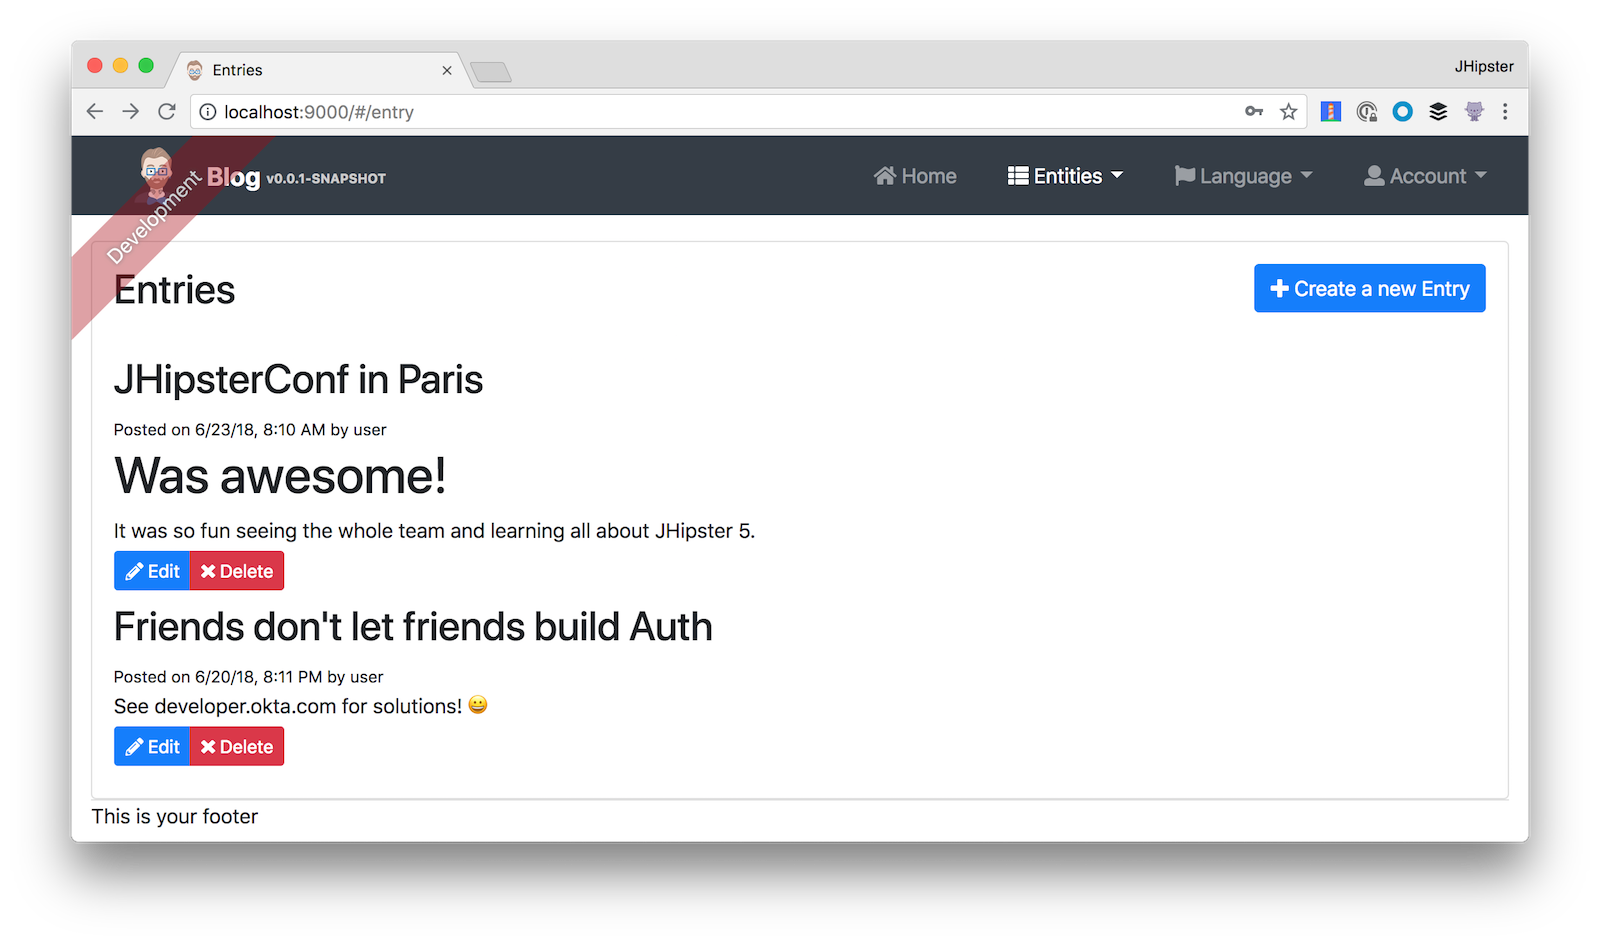 Entries
JHipster
localhost:9000/#/entry
Development
Blog v0.0.1-SNAPSHOT
Home
Entities
Language
Account
Entries
Create a new Entry
JHipsterConf in Paris
Posted on 6/23/18, 8:10 AM by user
Was awesome!
It was so fun seeing the whole team and learning all about JHipster 5.
Edit
Delete
Friends don't let friends build Auth
Posted on 6/20/18, 8:11 PM by user
See developer.okta.com for solutions! 😀
Edit
Delete
This is your footer